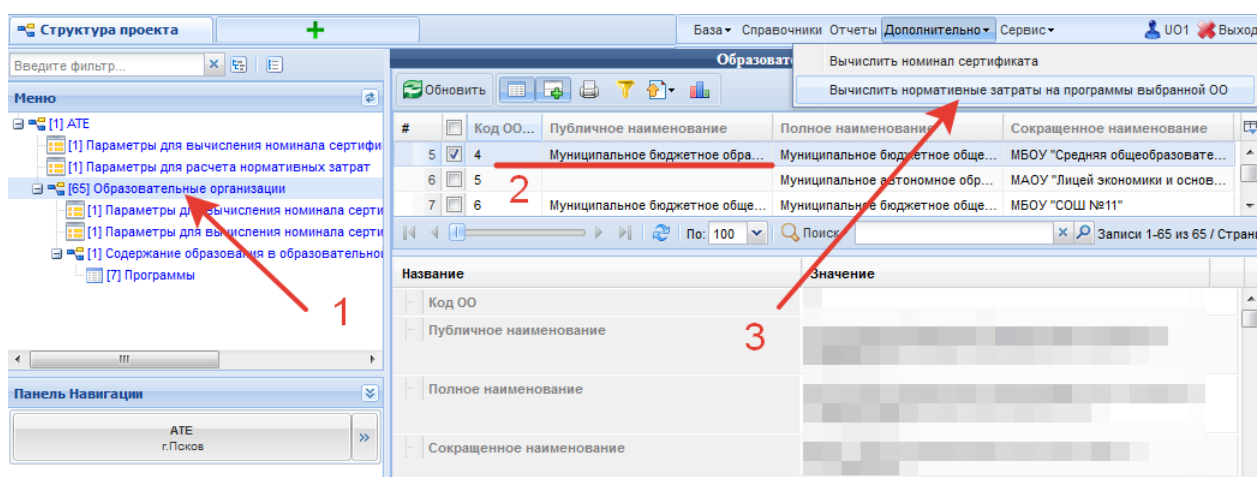 Структура проекта
База Справочники Отчеты Дополнительно Сервис UO1 Выход
Введите фильтр...
Вычислить номинал сертификата
Вычислить нормативные затраты на программы выбранной ОО
Меню
Обновить
# Код ОО... Публичное наименование Полное наименование Сокращенное наименование
5 4 Муниципальное бюджетное обра... Муниципальное бюджетное обще... МБОУ "Средняя общеобразовате...
6 5 Муниципальное автономное обр... МАОУ "Лицей экономики и основ...
7 6 Муниципальное бюджетное обще... Муниципальное бюджетное обще... МБОУ "СОШ №11"
[1] АТЕ
[1] Параметры для вычисления номинала сертифи
[1] Параметры для расчета нормативных затрат
[65] Образовательные организации
[1] Параметры для вычисления номинала серти
[1] Параметры для вычисления номинала серти
[1] Содержание образования в образовательной
[7] Программы
1
2
3
По: 100 Поиск Записи 1-65 из 65 / Страни
Название Значение
Код ОО
Публичное наименование
Полное наименование
Сокращенное наименование
Панель Навигации
АТЕ
г.Псков